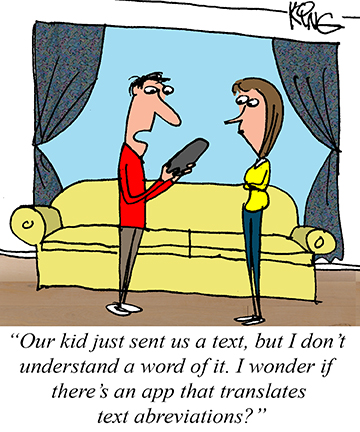 KING
“Our kid just sent us a text, but I don’t
understand a word of it. I wonder if
there’s an app that translates
text abreviations?”